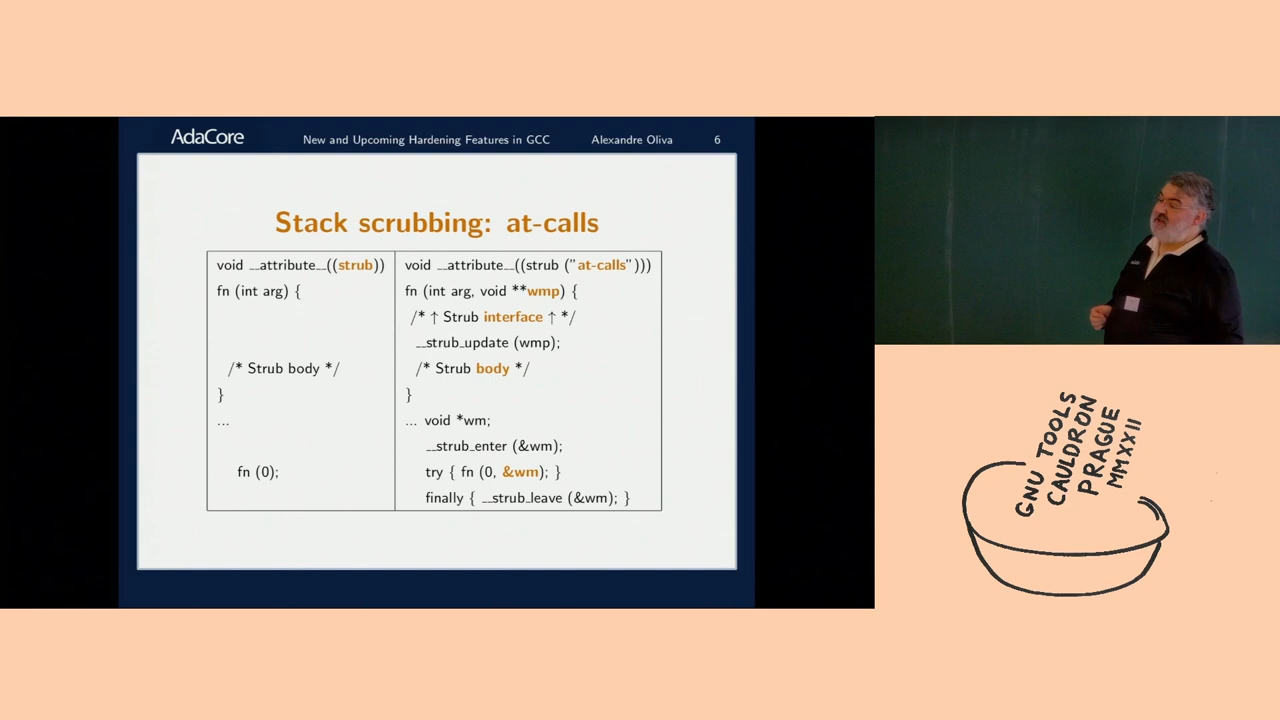 AdaCore New and Upcoming Hardening Features in GCC Alexandre Oliva 6
Stack scrubbing: at-calls
void __attribute__((strub))
fn (int arg) {
/* Strub body */
}
...
fn (0);
void __attribute__((strub ("at-calls")))
fn (int arg, void **wmp) {
/* ↑ Strub interface ↑ */
__strub_update (wmp);
/* Strub body */
}
... void *wm;
__strub_enter (&wm);
try { fn (0, &wm); }
finally { __strub_leave (&wm); }
GNU TOOLS
CAULDRON
PRAGUE
MMXXII